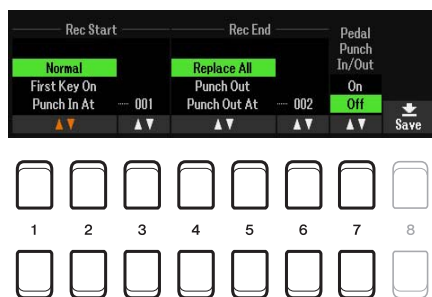 Rec Start
Rec End
Pedal
Punch
In/Out
Normal
First Key On
Punch In At
001
Replace All
Punch Out
Punch Out At
002
On
Off
Save
1 2 3 4 5 6 7 8